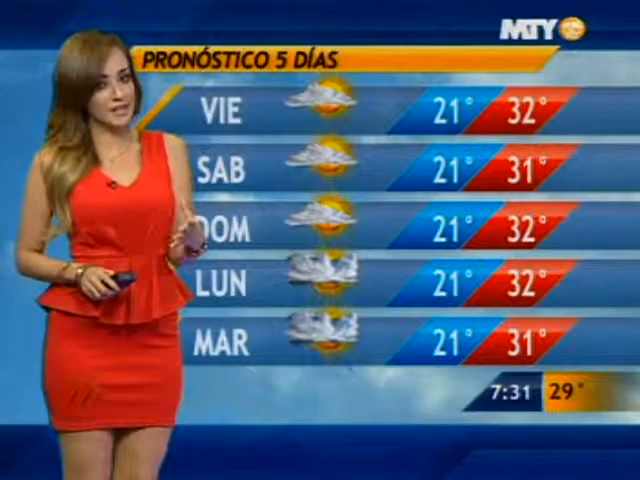 MTY
PRONÓSTICO 5 DÍAS
VIE 21° 32°
SAB 21° 31°
DOM 21° 32°
LUN 21° 32°
MAR 21° 31°
7:31 29°